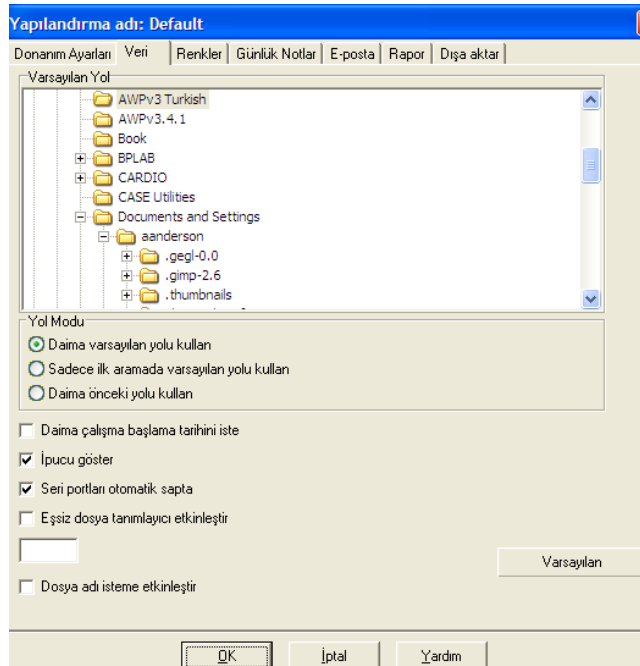 Yapılandırma adı: Default
Donanım Ayarları Veri Renkler Günlük Notlar E-posta Rapor Dışa aktar
Varsayılan Yol
AWPv3 Turkish
AWPv3.4.1
Book
BPLAB
CARDIO
CASE Utilities
Documents and Settings
aanderson
.gegl-0.0
.gimp-2.6
.thumbnails
Yol Modu
Daima varsayılan yolu kullan
Sadece ilk aramada varsayılan yolu kullan
Daima önceki yolu kullan
Daima çalışma başlama tarihini iste
İpucu göster
Seri portları otomatik sapta
Eşsiz dosya tanımlayıcı etkinleştir
Varsayılan
Dosya adı isteme etkinleştir
OK İptal Yardım